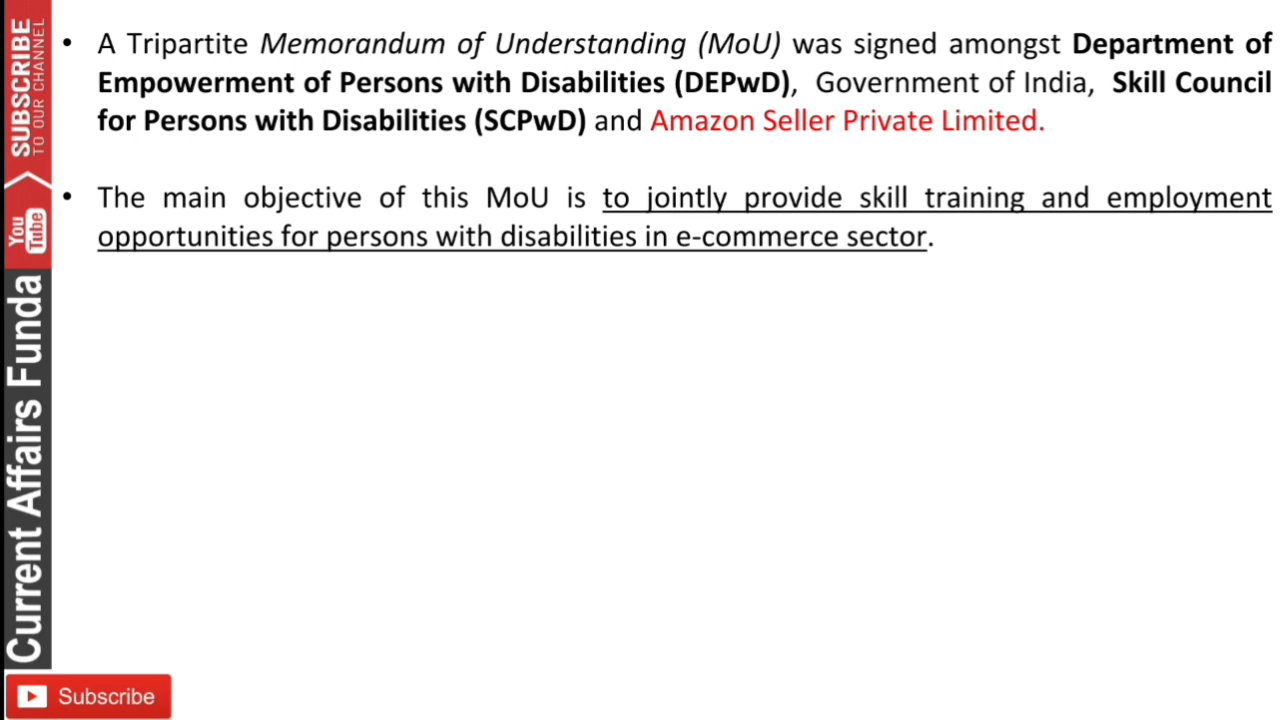 • A Tripartite Memorandum of Understanding (MoU) was signed amongst Department of
Empowerment of Persons with Disabilities (DEPwD), Government of India, Skill Council
for Persons with Disabilities (SCPwD) and Amazon Seller Private Limited.
• The main objective of this MoU is to jointly provide skill training and employment
opportunities for persons with disabilities in e-commerce sector.
SUBSCRIBE
TO OUR CHANNEL
You
Tube
Current Affairs Funda
Subscribe